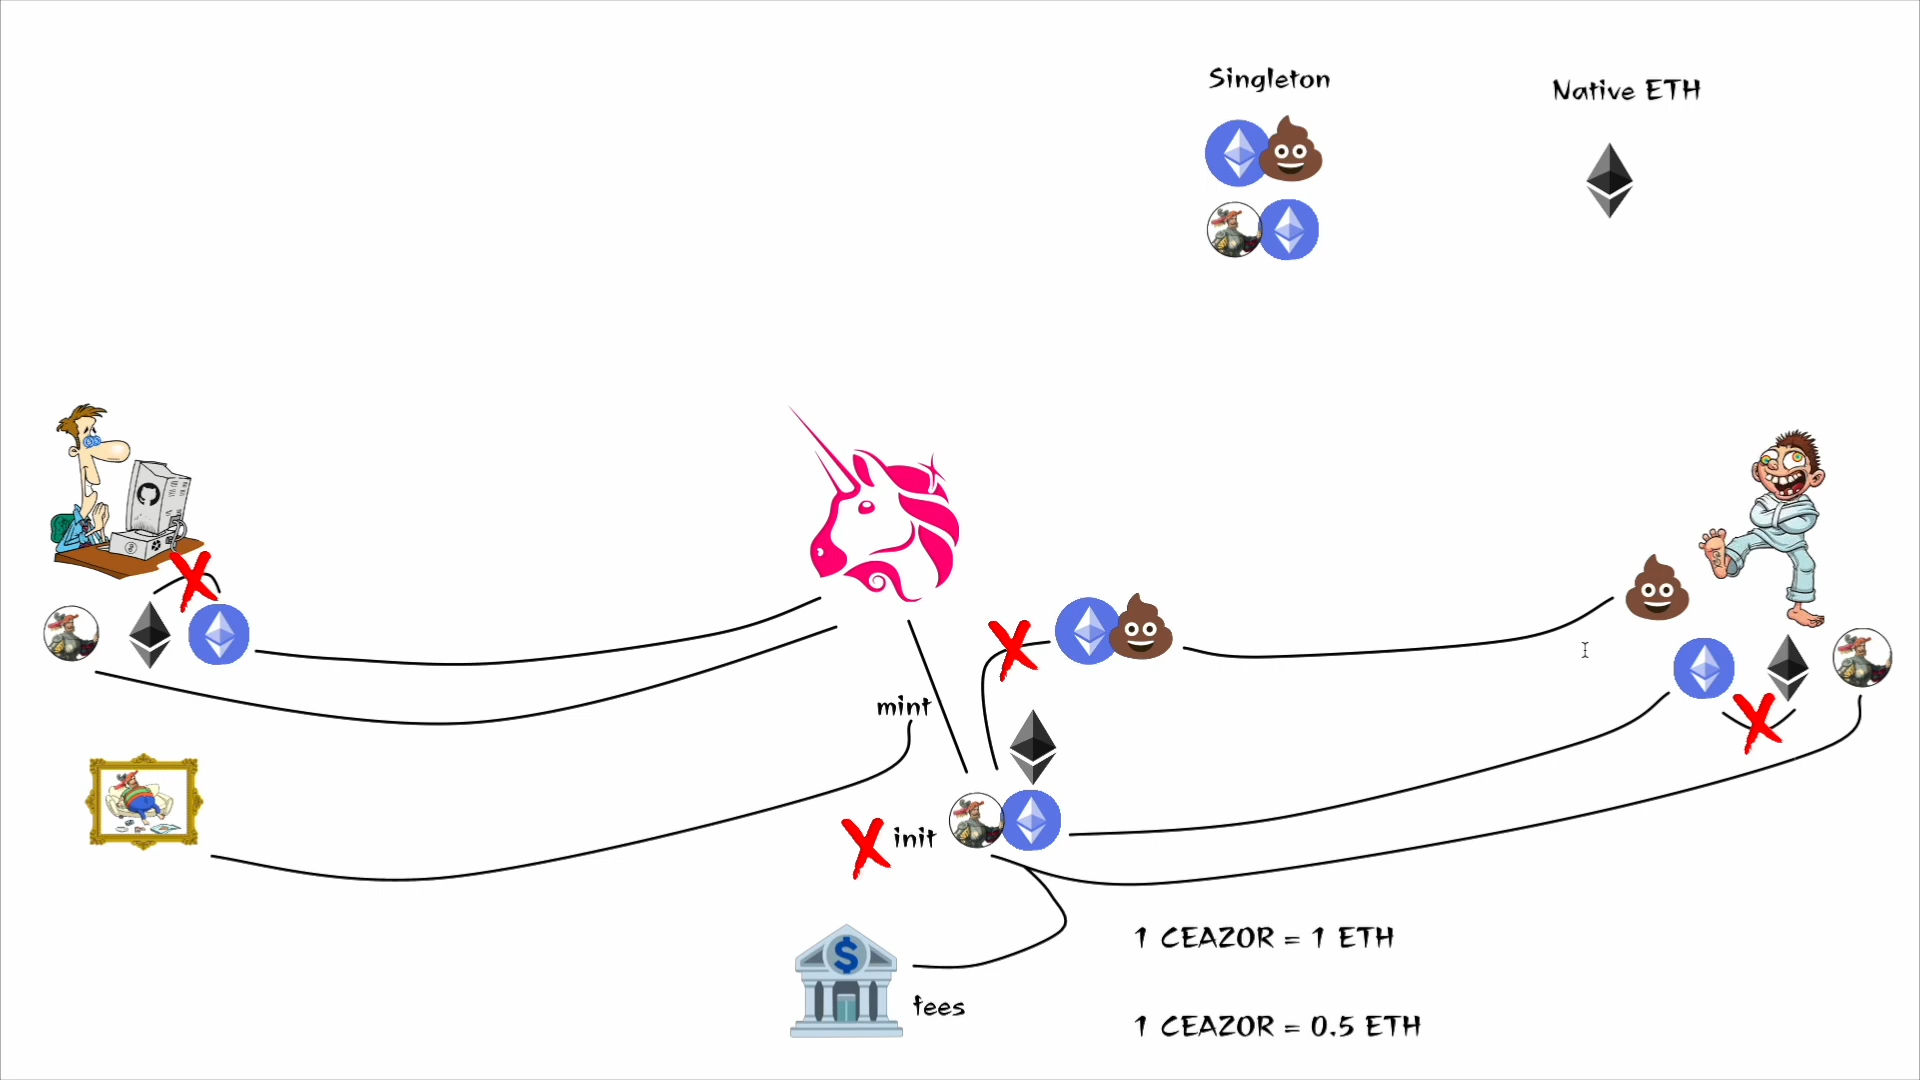 Singleton
Native ETH
mint
init
fees
1 CEAZOR = 1 ETH
1 CEAZOR = 0.5 ETH